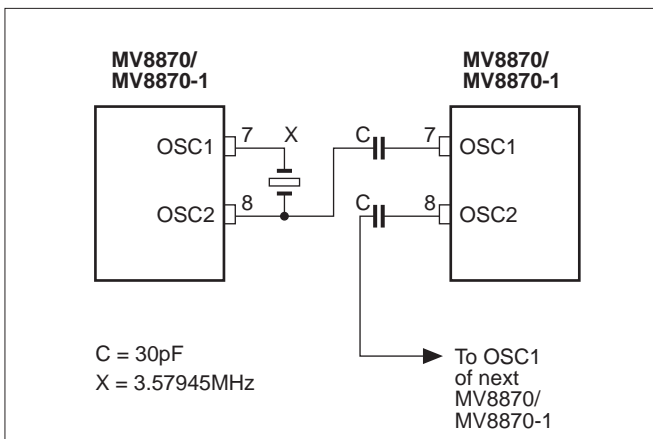 MV8870/
MV8870-1
MV8870/
MV8870-1
OSC1
7
X
C
7
OSC1
OSC2
8
C
8
OSC2
C = 30pF
X = 3.57945MHz
To OSC1
of next
MV8870/
MV8870-1